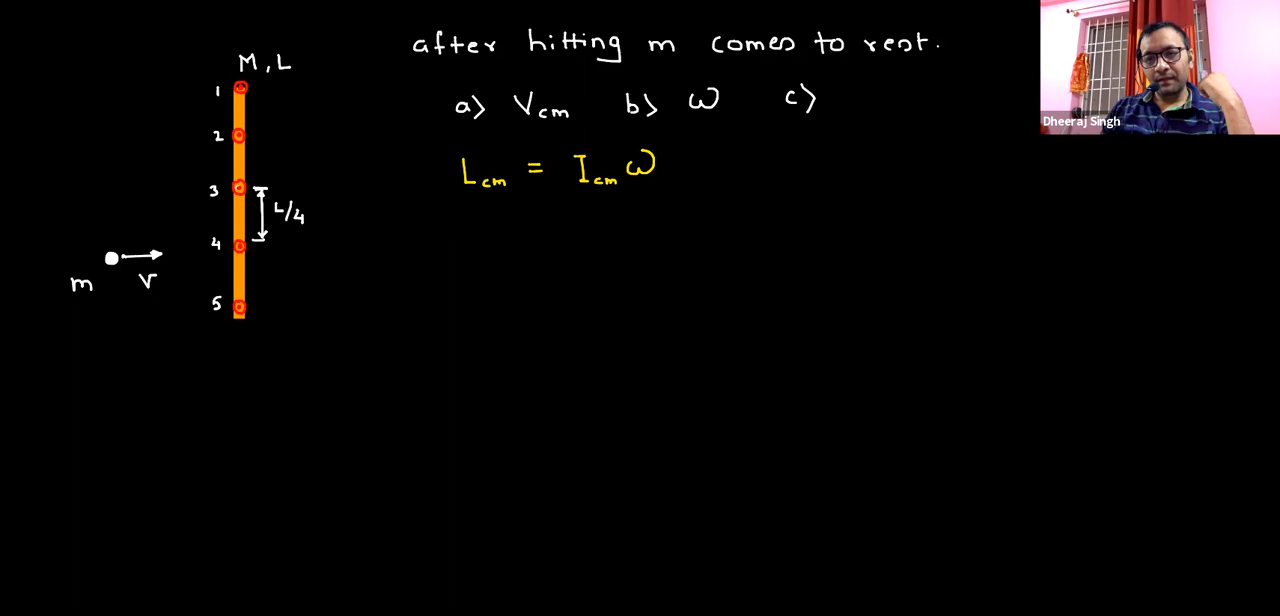 after hitting m comes to rest.
M, L
a) Vcm b) ω c)
1
2
Lcm = Icm ω
3
L/4
4
m v
5
Dheeraj Singh